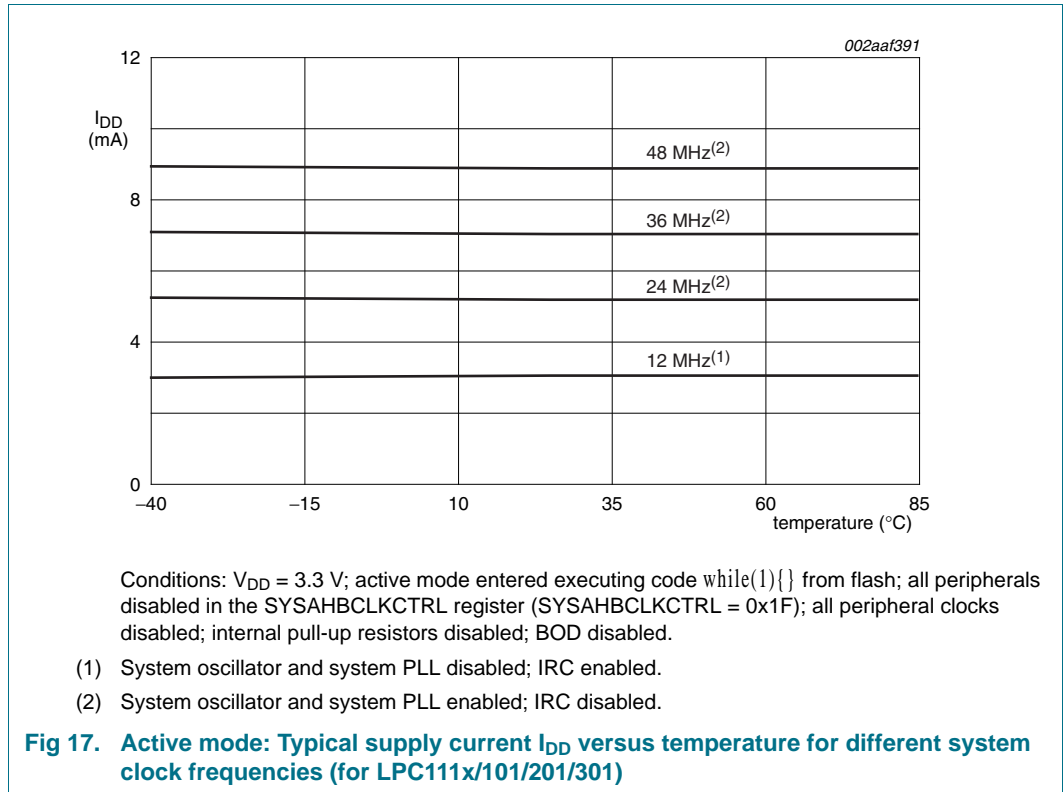 002aaf391
12
I_DD
(mA)
48 MHz(2)
8
36 MHz(2)
24 MHz(2)
4
12 MHz(1)
0
−40 −15 10 35 60 85
temperature (°C)
Conditions: V_DD = 3.3 V; active mode entered executing code while(1){} from flash; all peripherals
disabled in the SYSAHBCLKCTRL register (SYSAHBCLKCTRL = 0x1F); all peripheral clocks
disabled; internal pull-up resistors disabled; BOD disabled.
(1) System oscillator and system PLL disabled; IRC enabled.
(2) System oscillator and system PLL enabled; IRC disabled.
Fig 17. Active mode: Typical supply current I_DD versus temperature for different system
clock frequencies (for LPC111x/101/201/301)